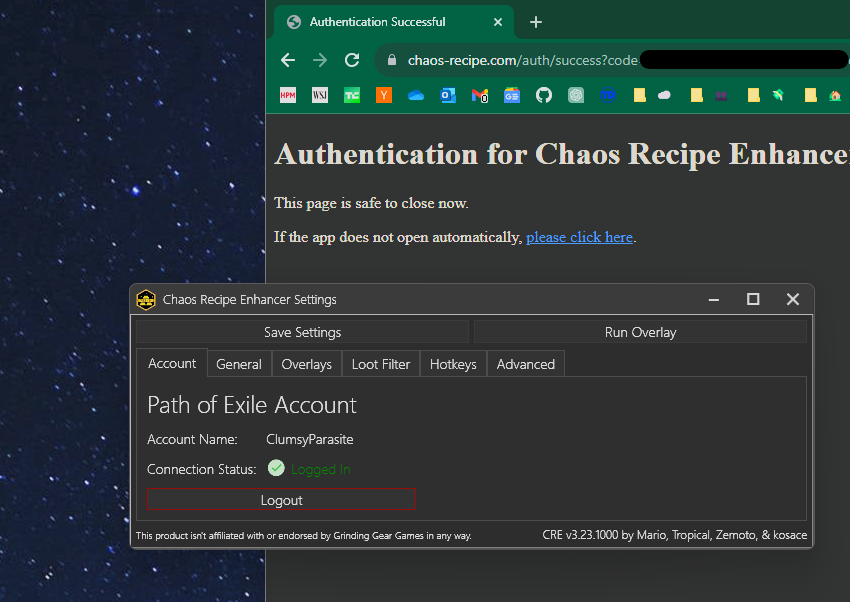 Authentication Successful
chaos-recipe.com/auth/success?code
HPM WSJ TC Y 0 GE
Authentication for Chaos Recipe Enhance
This page is safe to close now.
If the app does not open automatically, please click here.
Chaos Recipe Enhancer Settings
Save Settings Run Overlay
Account General Overlays Loot Filter Hotkeys Advanced
Path of Exile Account
Account Name: ClumsyParasite
Connection Status: Logged In
Logout
This product isn't affiliated with or endorsed by Grinding Gear Games in any way. CRE v3.23.1000 by Mario, Tropical, Zemoto, & kosace